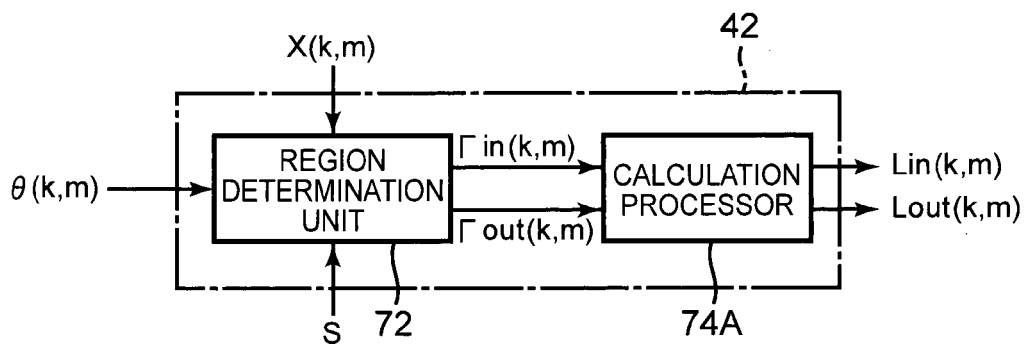 42
X(k,m)
θ(k,m)
REGION
DETERMINATION
UNIT
Γin(k,m)
Γout(k,m)
CALCULATION
PROCESSOR
Lin(k,m)
Lout(k,m)
S
72
74A